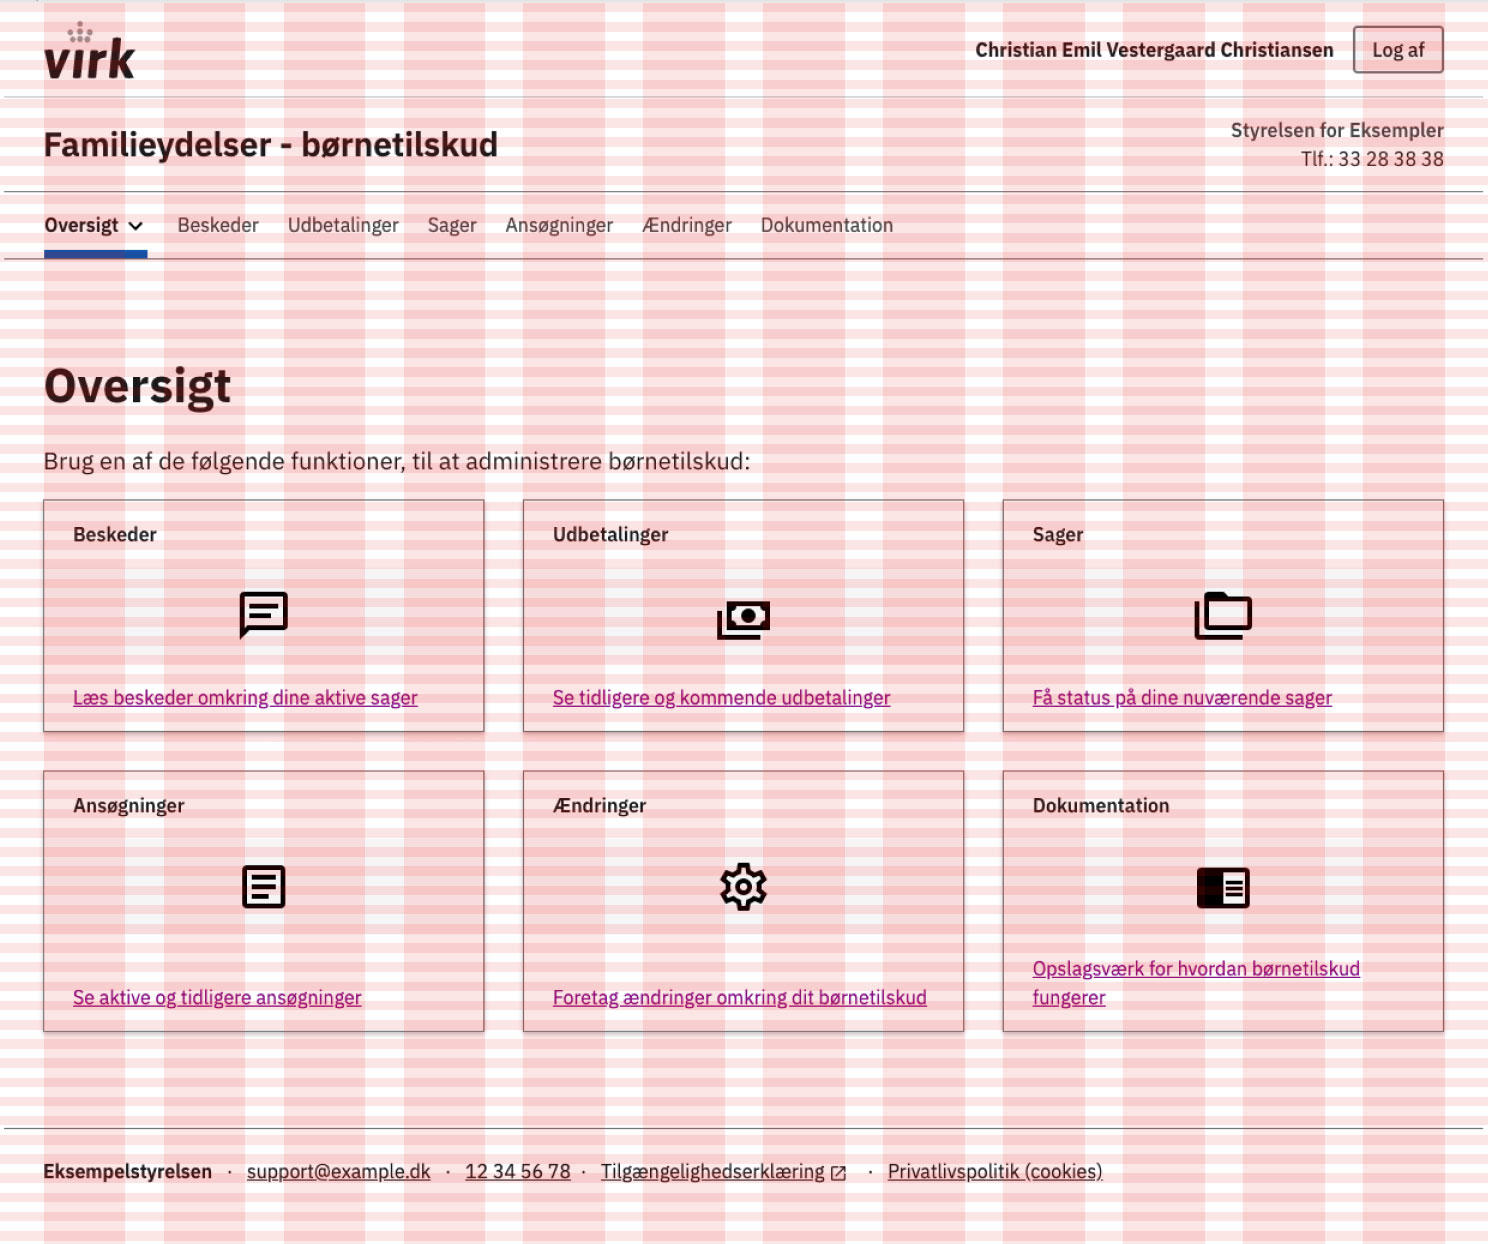 virk
Christian Emil Vestergaard Christiansen
Log af
Familieydelser - børnetilskud
Styrelsen for Eksempler
Tlf.: 33 28 38 38
Oversigt Beskeder Udbetalinger Sager Ansøgninger Ændringer Dokumentation
Oversigt
Brug en af de følgende funktioner, til at administrere børnetilskud:
Beskeder
Læs beskeder omkring dine aktive sager
Udbetalinger
Se tidligere og kommende udbetalinger
Sager
Få status på dine nuværende sager
Ansøgninger
Se aktive og tidligere ansøgninger
Ændringer
Foretag ændringer omkring dit børnetilskud
Dokumentation
Opslagsværk for hvordan børnetilskud
fungerer
Eksempelstyrelsen · support@example.dk · 12 34 56 78 · Tilgængelighedserklæring · Privatlivspolitik (cookies)